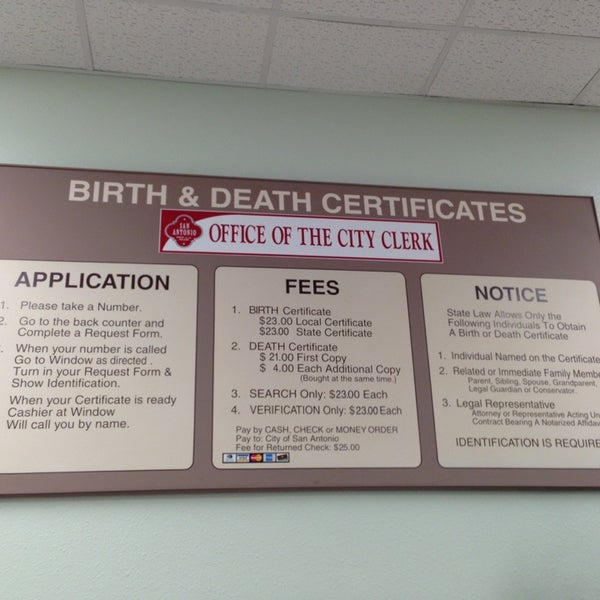 BIRTH & DEATH CERTIFICATES
SAN
ANTONIO
OFFICE OF THE CITY CLERK
APPLICATION
1. Please take a Number.
2. Go to the back counter and
Complete a Request Form.
When your number is called
Go to Window as directed .
Turn in your Request Form &
Show Identification.
When your Certificate is ready
Cashier at Window
Will call you by name.
FEES
1. BIRTH Certificate
$23.00 Local Certificate
$23.00 State Certificate
2. DEATH Certificate
$ 21.00 First Copy
$ 4.00 Each Additional Copy
(Bought at the same time.)
3. SEARCH Only: $23.00 Each
4. VERIFICATION Only: $23.00 Each
Pay by CASH, CHECK or MONEY ORDER
Pay to: City of San Antonio
Fee for Returned Check: $25.00
NOTICE
State Law Allows Only the
Following Individuals To Obtain
A Birth or Death Certificate
1. Individual Named on the Certificate
2. Related or Immediate Family Membe
Parent, Sibling, Spouse, Grandparent,
Legal Guardian or Conservator.
3. Legal Representative
Attorney or Representative Acting Un
Contract Bearing A Notarized Affidav
IDENTIFICATION IS REQUIRE